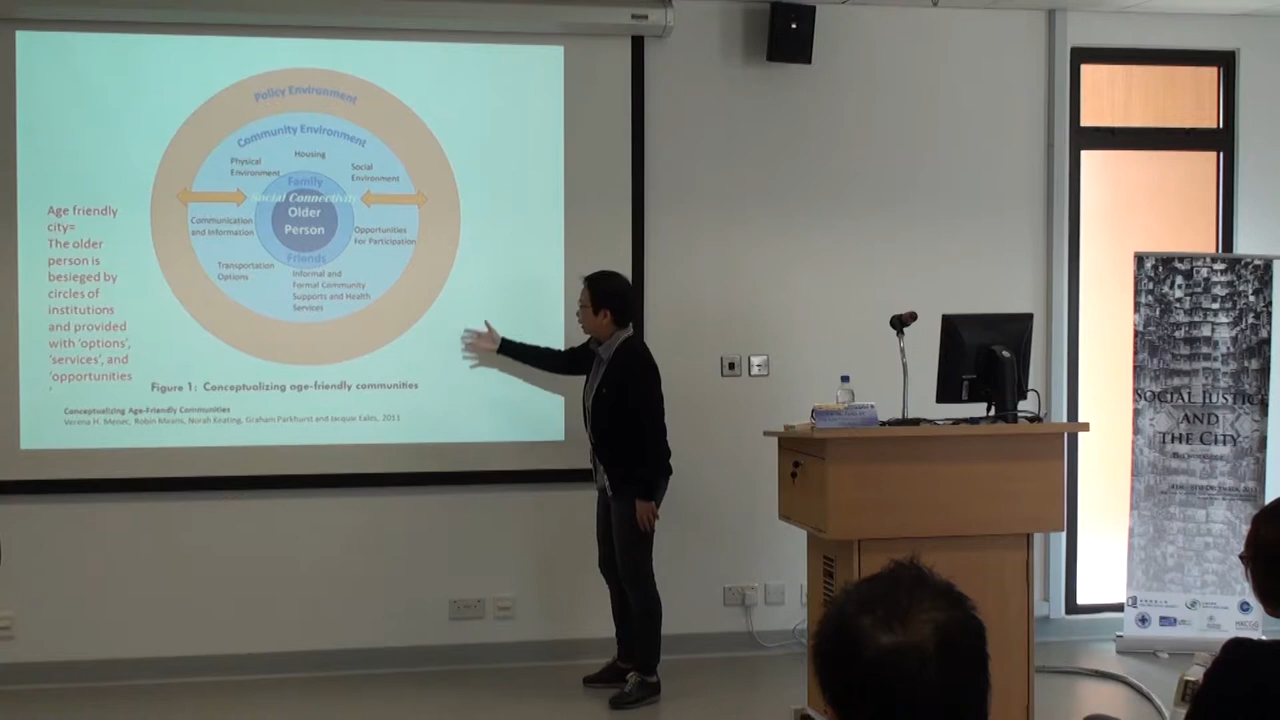 Policy Environment
Community Environment
Physical
Environment
Housing
Social
Environment
Family
Social Connectivity
Older
Person
Friends
Communication
and Information
Opportunities
For Participation
Transportation
Options
Informal and
Formal Community
Supports and Health
Services
Age friendly
city=
The older
person is
besieged by
circles of
institutions
and provided
with 'options',
'services', and
'opportunities
'
Figure 1: Conceptualizing age-friendly communities
Conceptualizing Age-Friendly Communities
Verena H. Menec, Robin Means, Norah Keating, Graham Parkhurst and Jacquie Eales, 2011
SOCIAL JUSTICE
AND
THE CITY
HKCGG